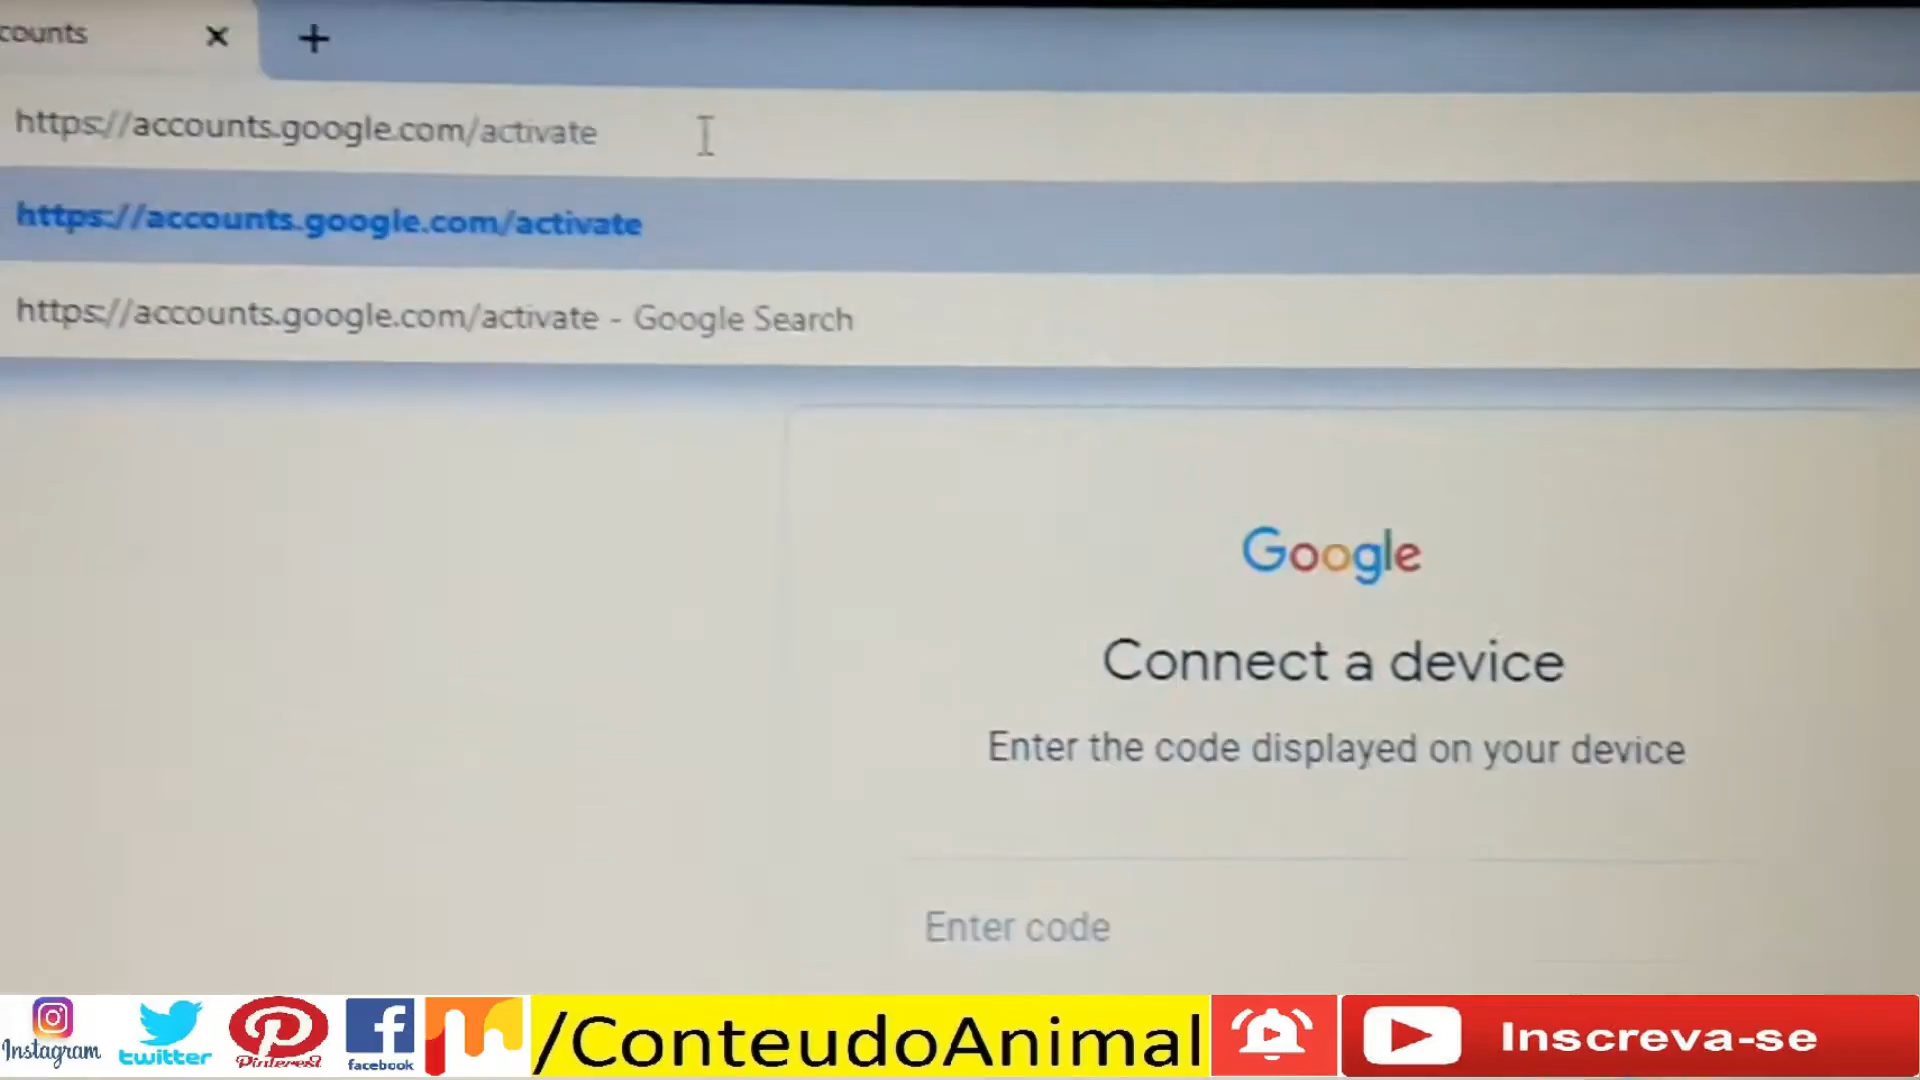 counts
https://accounts.google.com/activate
https://accounts.google.com/activate
https://accounts.google.com/activate - Google Search
Google
Connect a device
Enter the code displayed on your device
Enter code
Instagram
twitter
Pinterest
facebook
/ConteudoAnimal
Inscreva-se